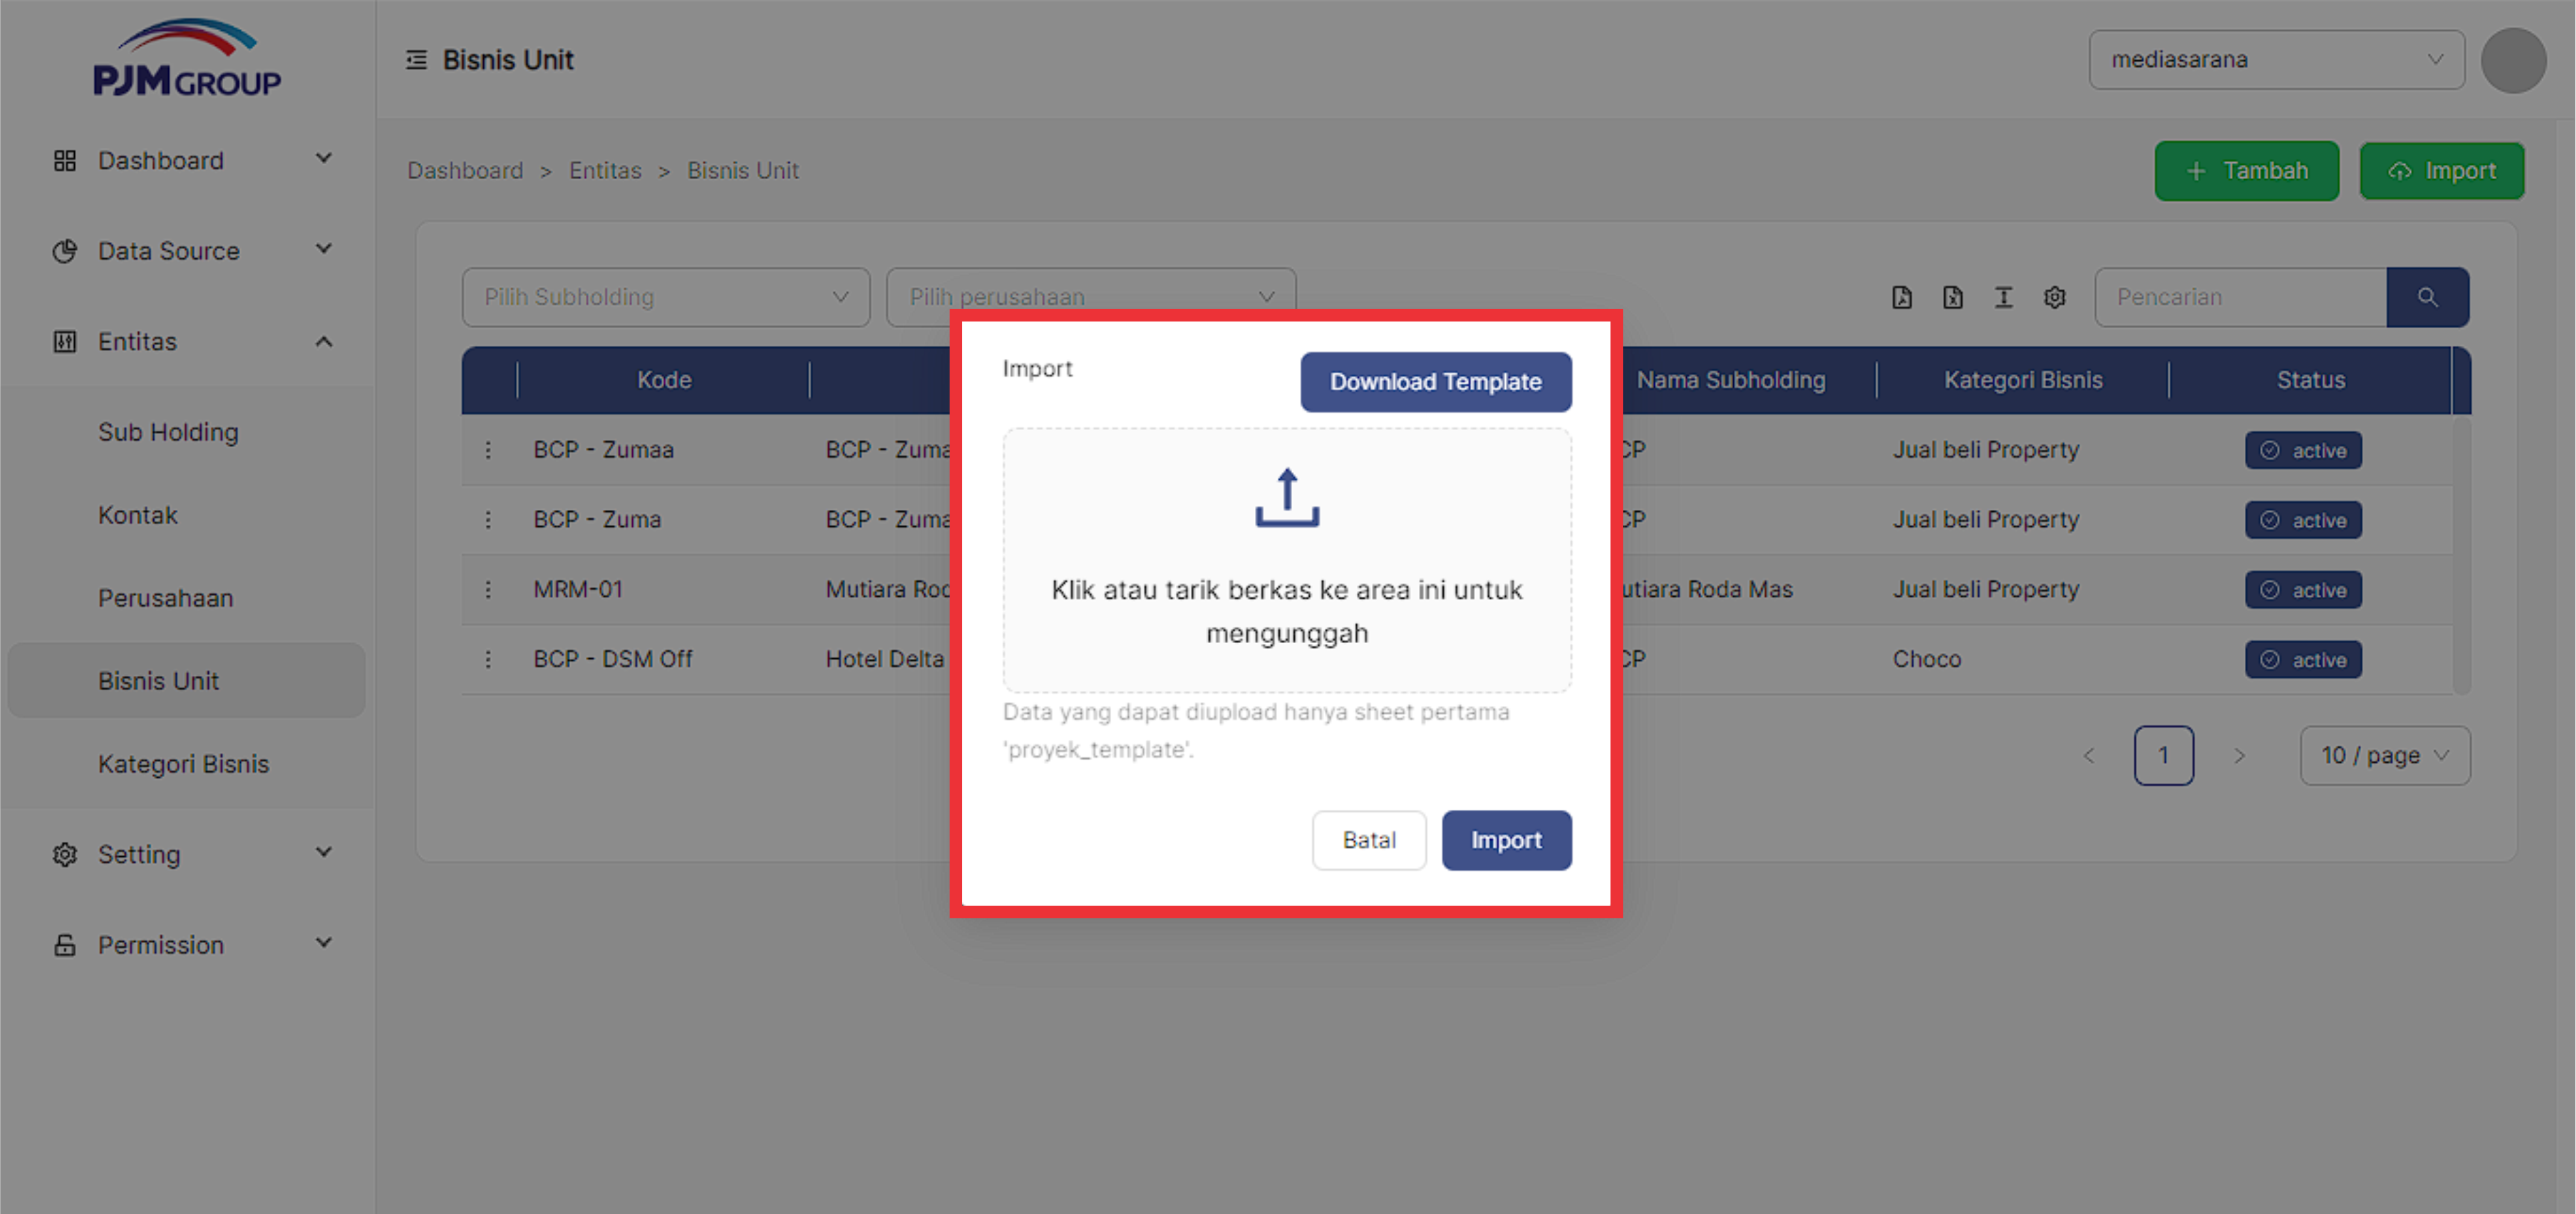 PJM GROUP
Bisnis Unit
mediasarana
Dashboard
Data Source
Entitas
Sub Holding
Kontak
Perusahaan
Bisnis Unit
Kategori Bisnis
Setting
Permission
Dashboard > Entitas > Bisnis Unit
+ Tambah
Import
Pilih Subholding
Pilih perusahaan
Pencarian
Kode
Nama Subholding
Kategori Bisnis
Status
BCP - Zumaa
BCP - Zuma
CP
Jual beli Property
active
BCP - Zuma
BCP - Zuma
CP
Jual beli Property
active
MRM-01
Mutiara Rod
utiara Roda Mas
Jual beli Property
active
BCP - DSM Off
Hotel Delta
CP
Choco
active
< 1 >
10 / page
Import
Download Template
Klik atau tarik berkas ke area ini untuk
mengunggah
Data yang dapat diupload hanya sheet pertama
'proyek_template'.
Batal
Import